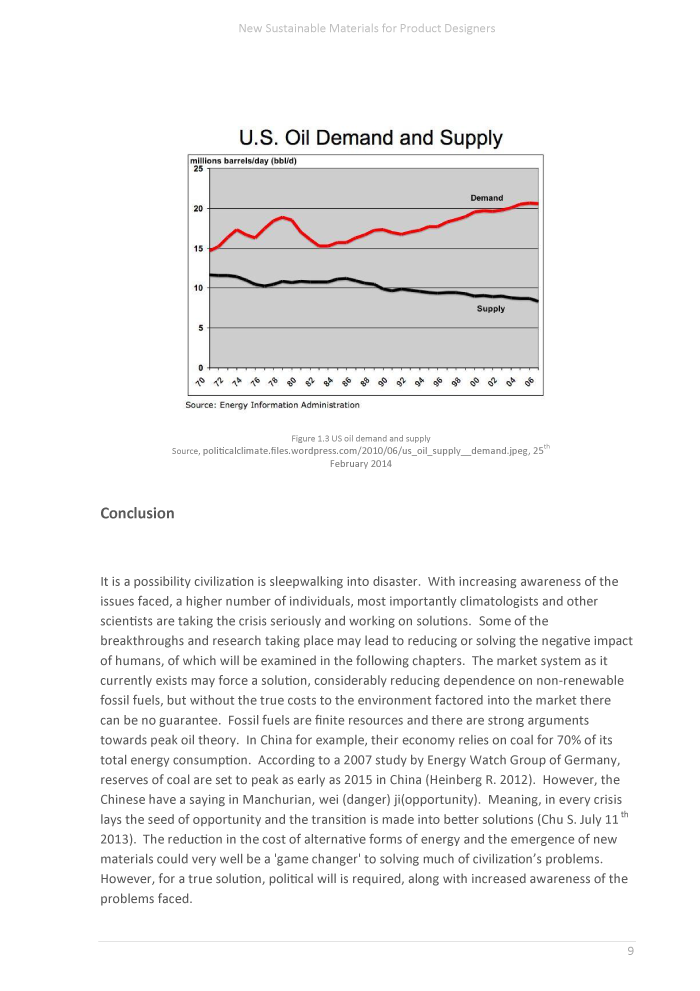 New Sustainable Materials for Product Designers
U.S. Oil Demand and Supply
millions barrels/day (bbl/d)
25
20
15
10
5
0
Demand
Supply
70 72 74 76 78 80 82 84 86 88 90 92 94 96 98 00 02 04 06
Source: Energy Information Administration
Figure 1.3 US oil demand and supply
Source, politicalclimate.files.wordpress.com/2010/06/us_oil_supply__demand.jpeg, 25th
February 2014
Conclusion
It is a possibility civilization is sleepwalking into disaster.  With increasing awareness of the
issues faced, a higher number of individuals, most importantly climatologists and other
scientists are taking the crisis seriously and working on solutions.  Some of the
breakthroughs and research taking place may lead to reducing or solving the negative impact
of humans, of which will be examined in the following chapters.  The market system as it
currently exists may force a solution, considerably reducing dependence on non-renewable
fossil fuels, but without the true costs to the environment factored into the market there
can be no guarantee.  Fossil fuels are finite resources and there are strong arguments
towards peak oil theory.  In China for example, their economy relies on coal for 70% of its
total energy consumption.  According to a 2007 study by Energy Watch Group of Germany,
reserves of coal are set to peak as early as 2015 in China (Heinberg R. 2012).  However, the
Chinese have a saying in Manchurian, wei (danger) ji(opportunity).  Meaning, in every crisis
lays the seed of opportunity and the transition is made into better solutions (Chu S. July 11th
2013).  The reduction in the cost of alternative forms of energy and the emergence of new
materials could very well be a 'game changer' to solving much of civilization's problems.
However, for a true solution, political will is required, along with increased awareness of the
problems faced.
9